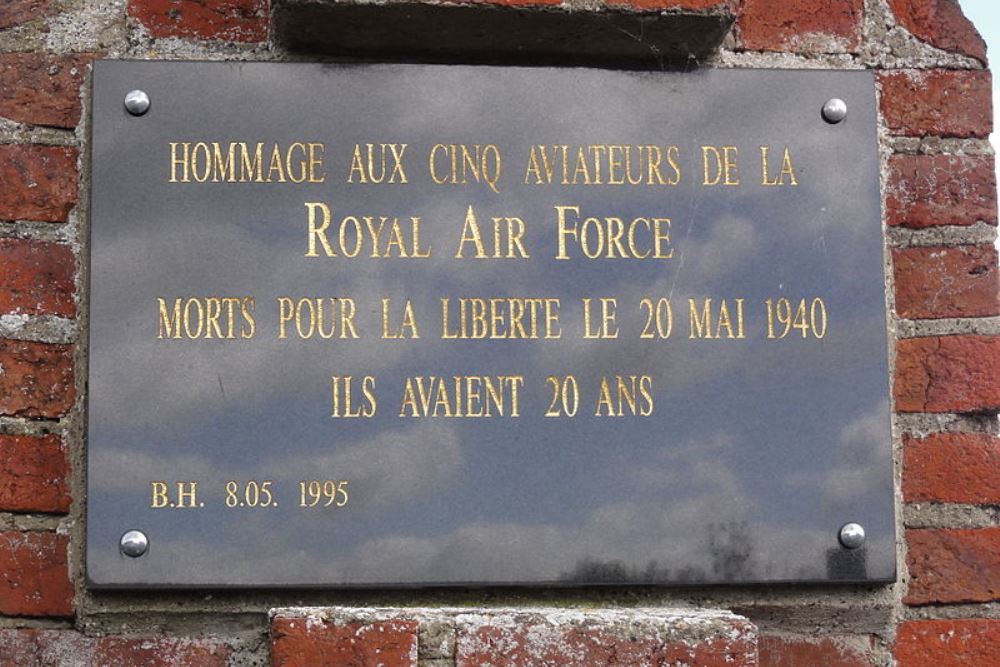 HOMMAGE AUX CINQ AVIATEURS DE LA
ROYAL AIR FORCE
MORTS POUR LA LIBERTE LE 20 MAI 1940
ILS AVAIENT 20 ANS
B.H. 8.05. 1995